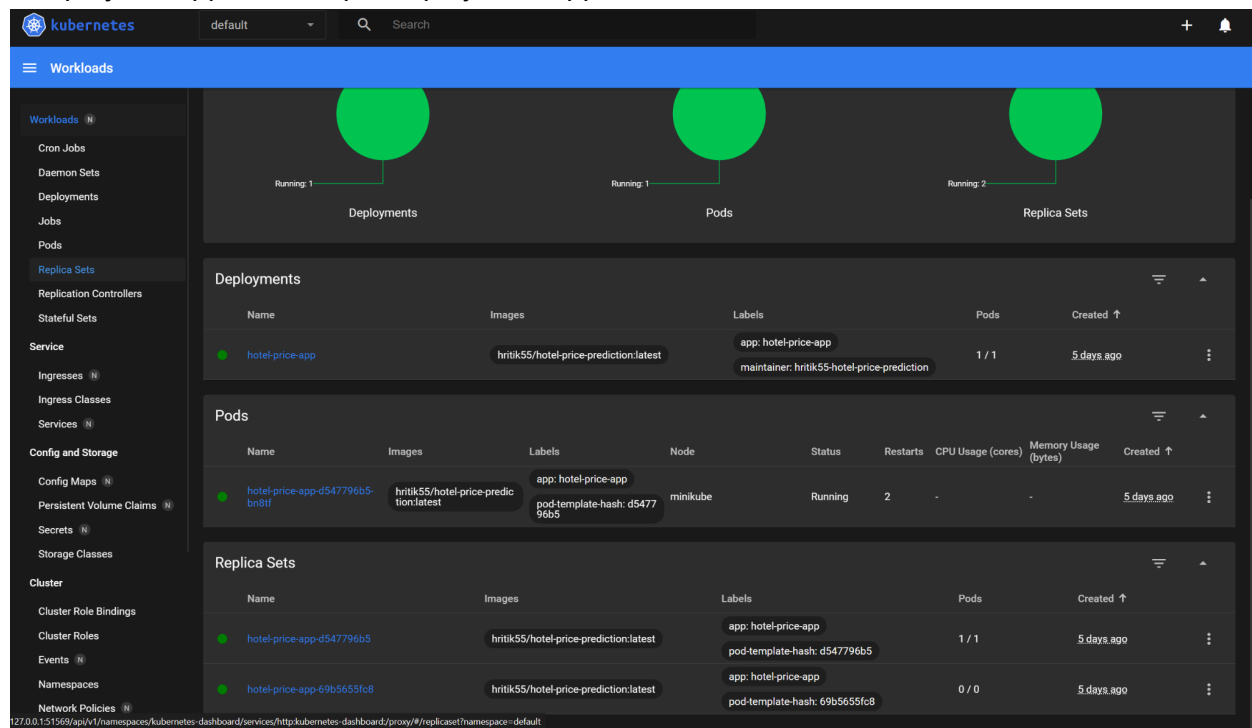 kubernetes
default
Search
Workloads
Workloads N
Cron Jobs
Daemon Sets
Deployments
Jobs
Pods
Replica Sets
Replication Controllers
Stateful Sets
Service
Ingresses N
Ingress Classes
Services N
Config and Storage
Config Maps N
Persistent Volume Claims N
Secrets N
Storage Classes
Cluster
Cluster Role Bindings
Cluster Roles
Events N
Namespaces
Network Policies N
Running: 1
Deployments
Running: 1
Pods
Running: 2
Replica Sets
Deployments
Name Images Labels Pods Created
hotel-price-app hritik55/hotel-price-prediction:latest app: hotel-price-app 1 / 1 5 days ago
maintainer: hritik55-hotel-price-prediction
Pods
Name Images Labels Node Status Restarts CPU Usage (cores) Memory Usage (bytes) Created
hotel-price-app-d547796b5-
bn8tf
hritik55/hotel-price-predic
tion:latest
app: hotel-price-app
pod-template-hash: d5477
96b5
minikube Running 2 - - 5 days ago
Replica Sets
Name Images Labels Pods Created
hotel-price-app-d547796b5 hritik55/hotel-price-prediction:latest app: hotel-price-app 1 / 1 5 days ago
pod-template-hash: d547796b5
hotel-price-app-69b5655fc8 hritik55/hotel-price-prediction:latest app: hotel-price-app 0 / 0 5 days ago
pod-template-hash: 69b5655fc8
127.0.0.1:51569/api/v1/namespaces/kubernetes-dashboard/services/http:kubernetes-dashboard:/proxy/#/replicaset?namespace=default